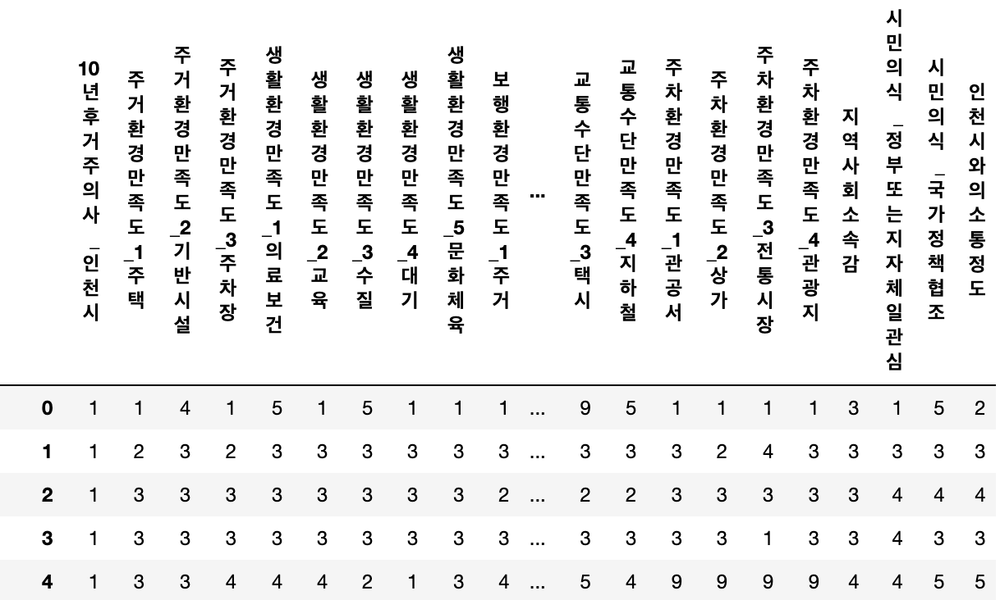 10년후거주의사_인천시 주거환경만족도_1주택 주거환경만족도_2기반시설 주거환경만족도_3주차장 생활환경만족도_1의료보건 생활환경만족도_2교육 생활환경만족도_3수질 생활환경만족도_4대기 생활환경만족도_5문화체육 보행환경만족도_1주거 ... 교통수단만족도_3택시 교통수단만족도_4지하철 주차환경만족도_1관공서 주차환경만족도_2상가 주차환경만족도_3전통시장 주차환경만족도_4관광지 지역사회소속감 시민의식_정부또는지자체일관심 시민의식_국가정책협조 인천시와의소통정도
0 1 1 4 1 5 1 5 1 1 1 ... 9 5 1 1 1 1 3 1 5 2
1 1 2 3 2 3 3 3 3 3 3 ... 3 3 3 2 4 3 3 3 3 3
2 1 3 3 3 3 3 3 3 3 2 ... 2 2 3 3 3 3 3 4 4 4
3 1 3 3 3 3 3 3 3 3 3 ... 3 3 3 3 1 3 3 4 3 3
4 1 3 3 4 4 4 2 1 3 4 ... 5 4 9 9 9 9 4 4 5 5